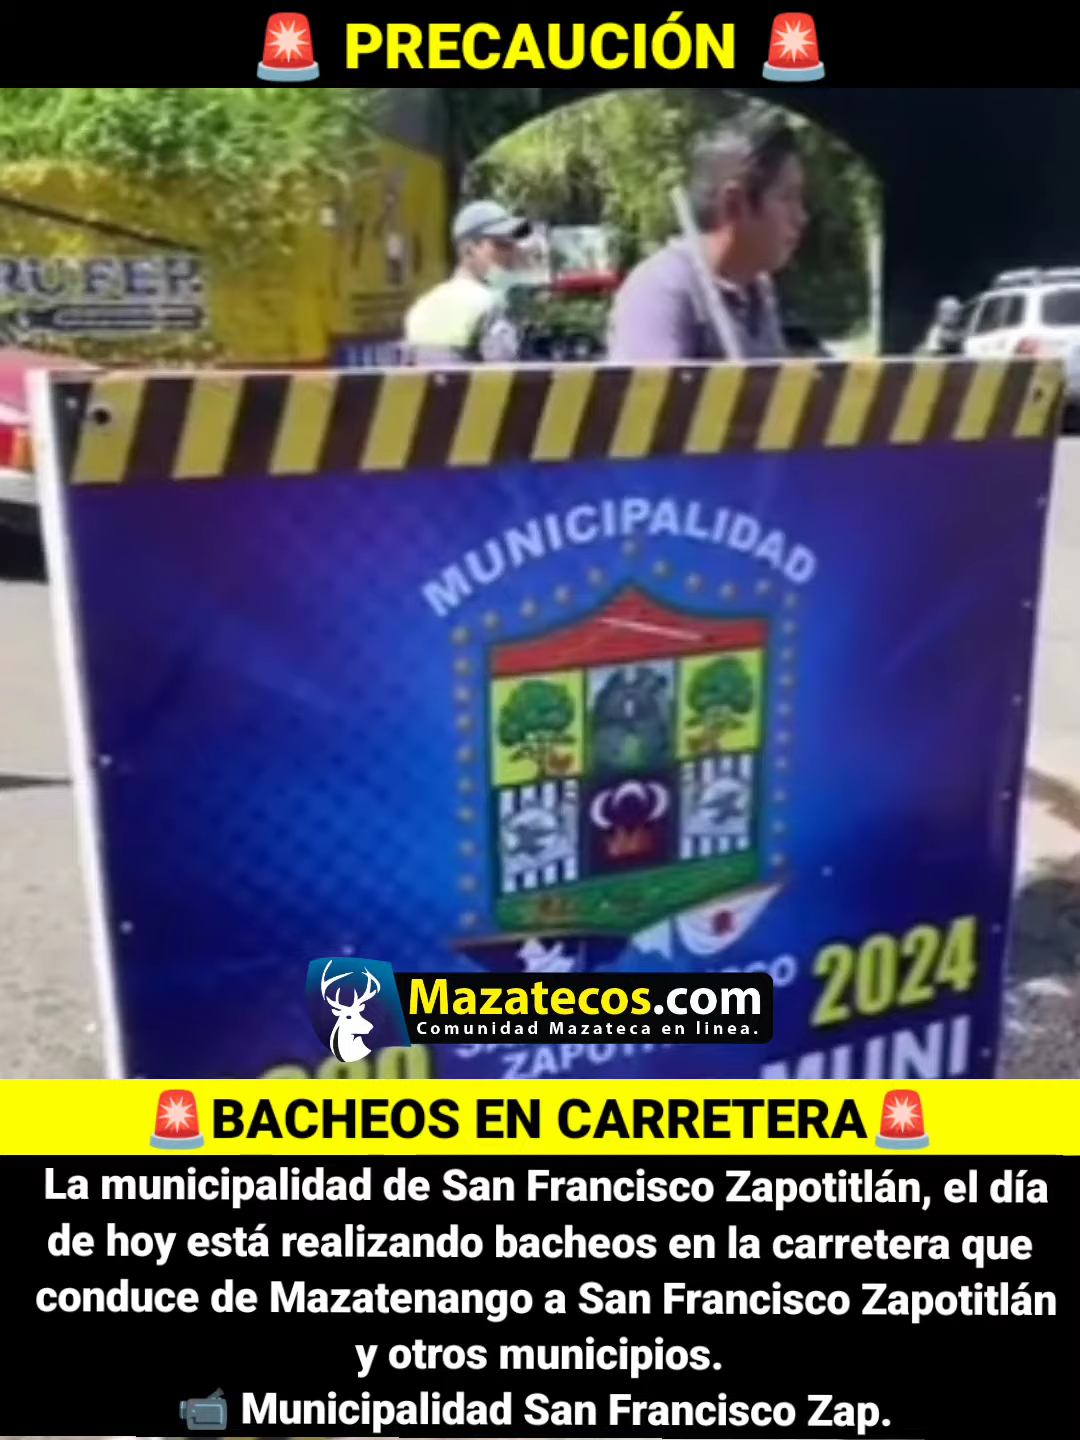 🚨 PRECAUCIÓN 🚨
RUFER
MUNICIPALIDAD
2024
MUNI
Mazatecos.com
Comunidad Mazateca en linea.
🚨BACHEOS EN CARRETERA🚨
La municipalidad de San Francisco Zapotitlán, el día
de hoy está realizando bacheos en la carretera que
conduce de Mazatenango a San Francisco Zapotitlán
y otros municipios.
📹 Municipalidad San Francisco Zap.